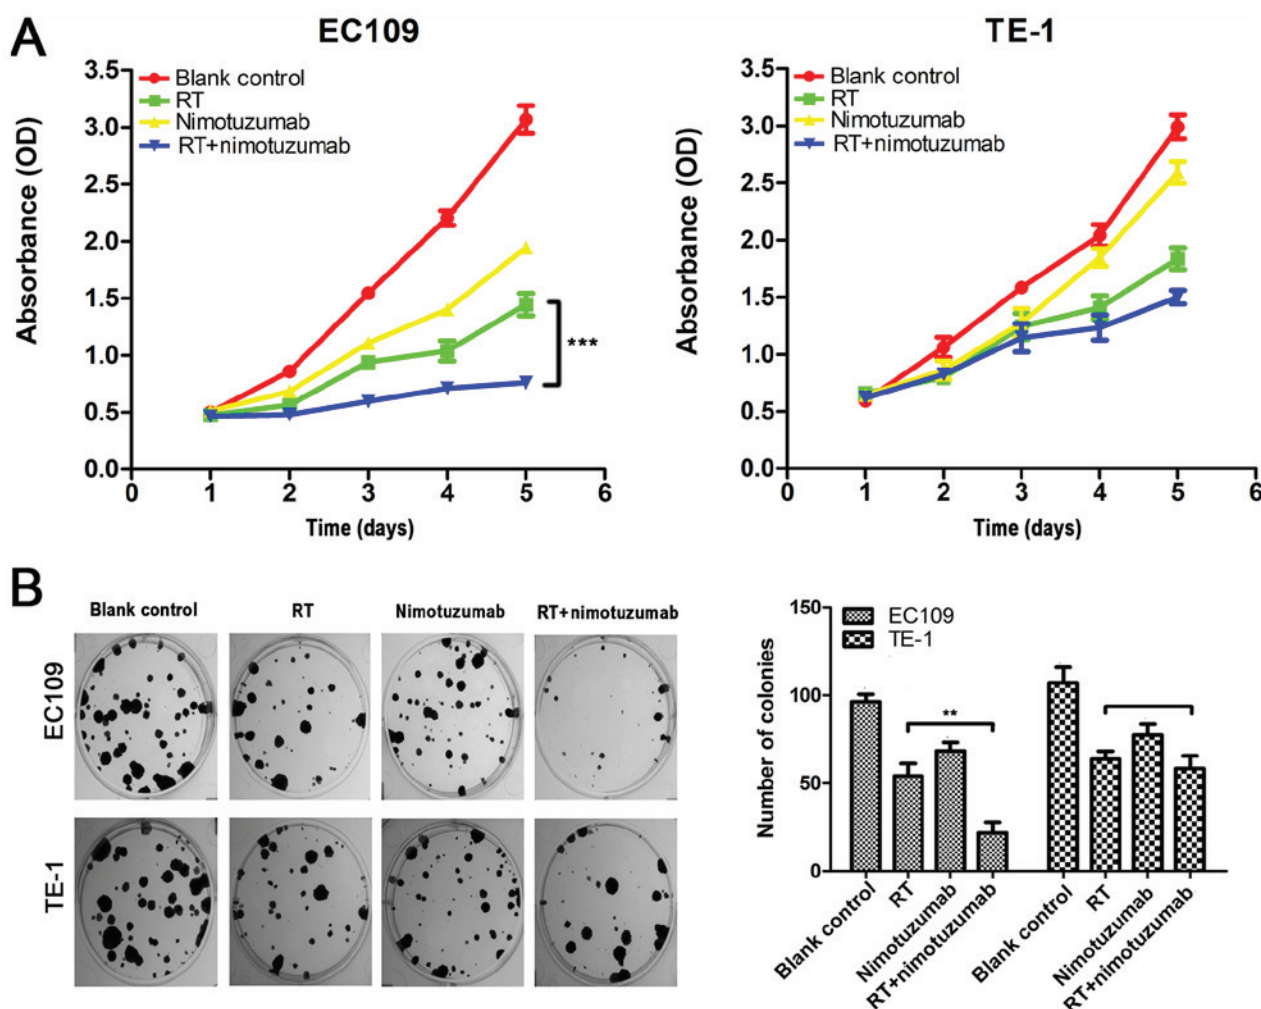 A
EC109
TE-1
3.5
3.0
2.5
2.0
1.5
1.0
0.5
0.0
Absorbance (OD)
Blank control
RT
Nimotuzumab
RT+nimotuzumab
***
0 1 2 3 4 5 6
Time (days)
3.5
3.0
2.5
2.0
1.5
1.0
0.5
0.0
Absorbance (OD)
Blank control
RT
Nimotuzumab
RT+nimotuzumab
0 1 2 3 4 5 6
Time (days)
B
Blank control RT Nimotuzumab RT+nimotuzumab
EC109
TE-1
150
100
50
0
Number of colonies
EC109
TE-1
**
Blank control
RT
Nimotuzumab
RT+nimotuzumab
Blank control
RT
Nimotuzumab
RT+nimotuzumab